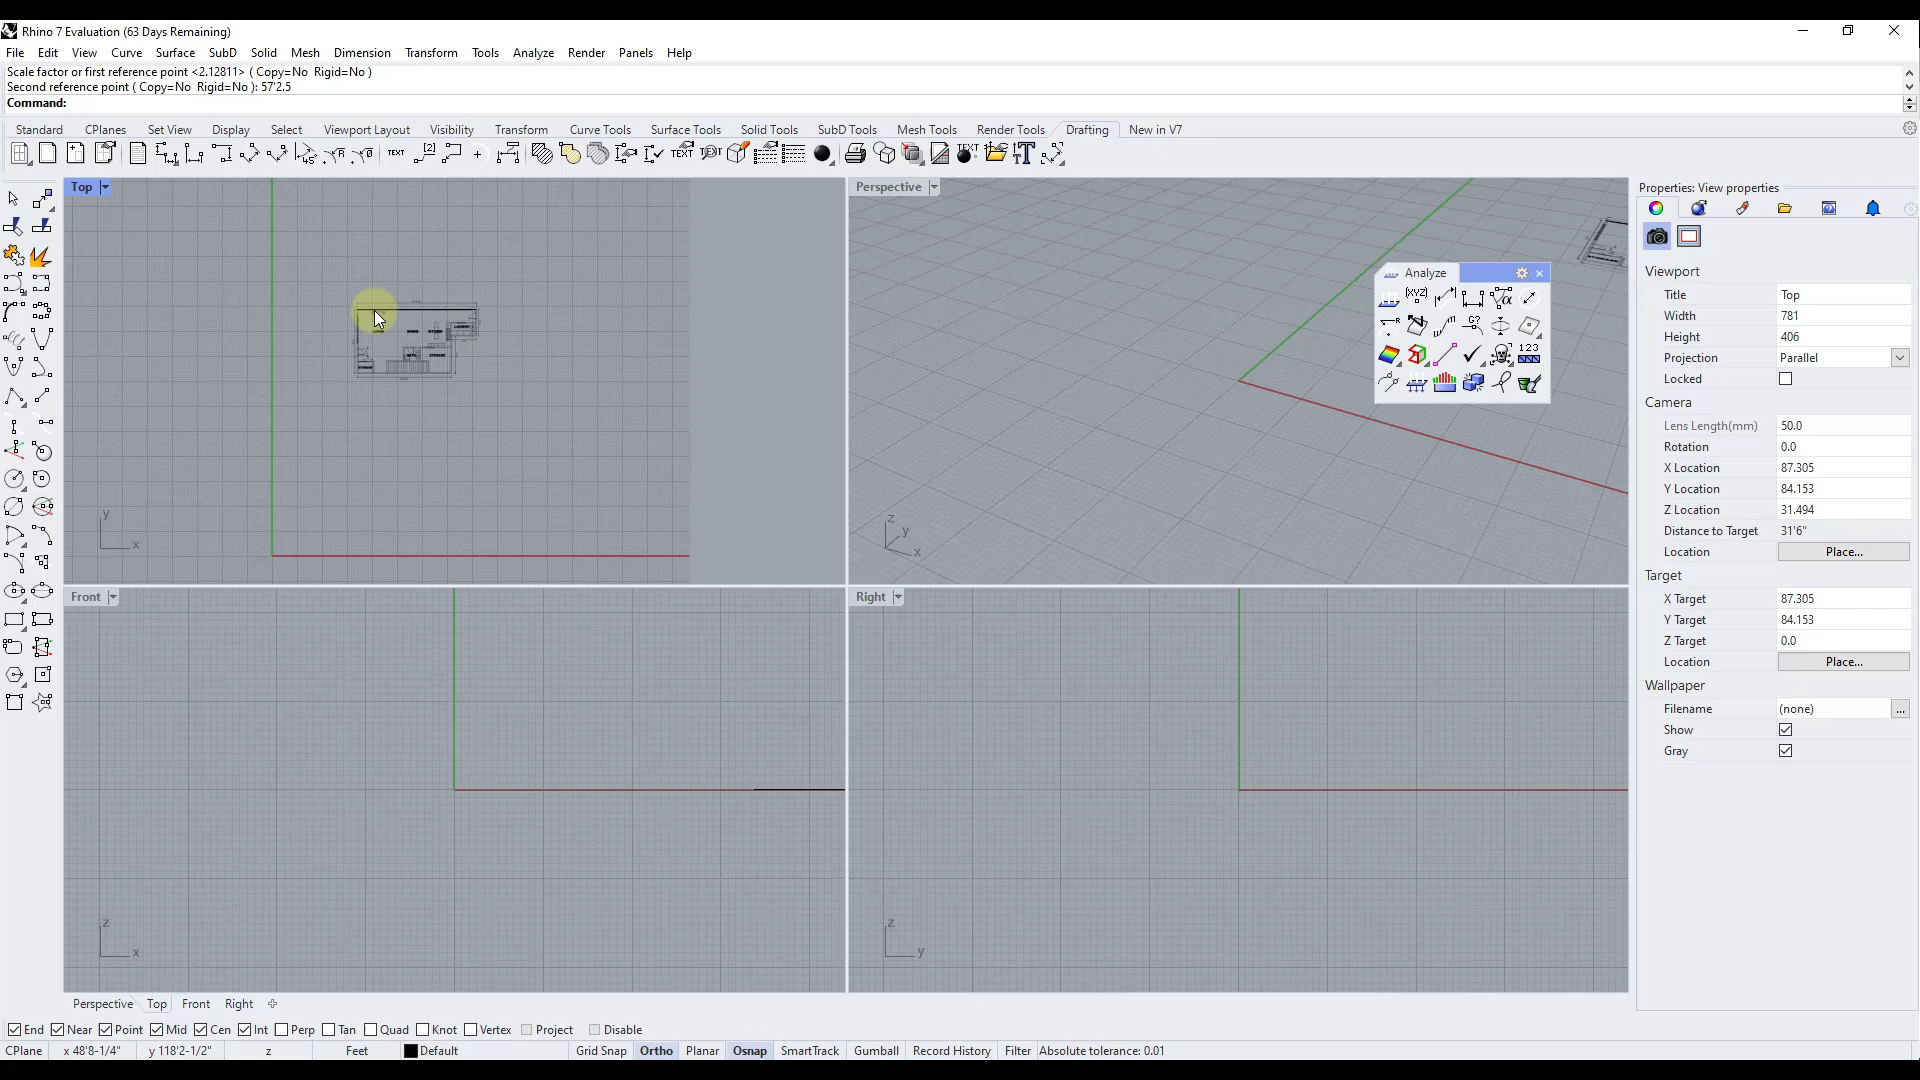 Rhino 7 Evaluation (63 Days Remaining)
File Edit View Curve Surface SubD Solid Mesh Dimension Transform Tools Analyze Render Panels Help
Scale factor or first reference point <2.12811> ( Copy=No Rigid=No )
Second reference point ( Copy=No Rigid=No ): 57'2.5
Command:
Standard CPlanes Set View Display Select Viewport Layout Visibility Transform Curve Tools Surface Tools Solid Tools SubD Tools Mesh Tools Render Tools Drafting New in V7
Top
Perspective
Properties: View properties
Analyze
Viewport
Title Top
Width 781
Height 406
Projection Parallel
Locked
Camera
Lens Length(mm) 50.0
Rotation 0.0
X Location 87.305
Y Location 84.153
Z Location 31.494
Distance to Target 31'6"
Location Place...
Target
X Target 87.305
Y Target 84.153
Z Target 0.0
Location Place...
Wallpaper
Filename (none) ...
Show
Gray
y
x
z
y
x
Front
Right
z
x
z
y
Perspective Top Front Right
End Near Point Mid Cen Int Perp Tan Quad Knot Vertex Project Disable
CPlane x 48'8-1/4" y 118'2-1/2" z Feet Default Grid Snap Ortho Planar Osnap SmartTrack Gumball Record History Filter Absolute tolerance: 0.01